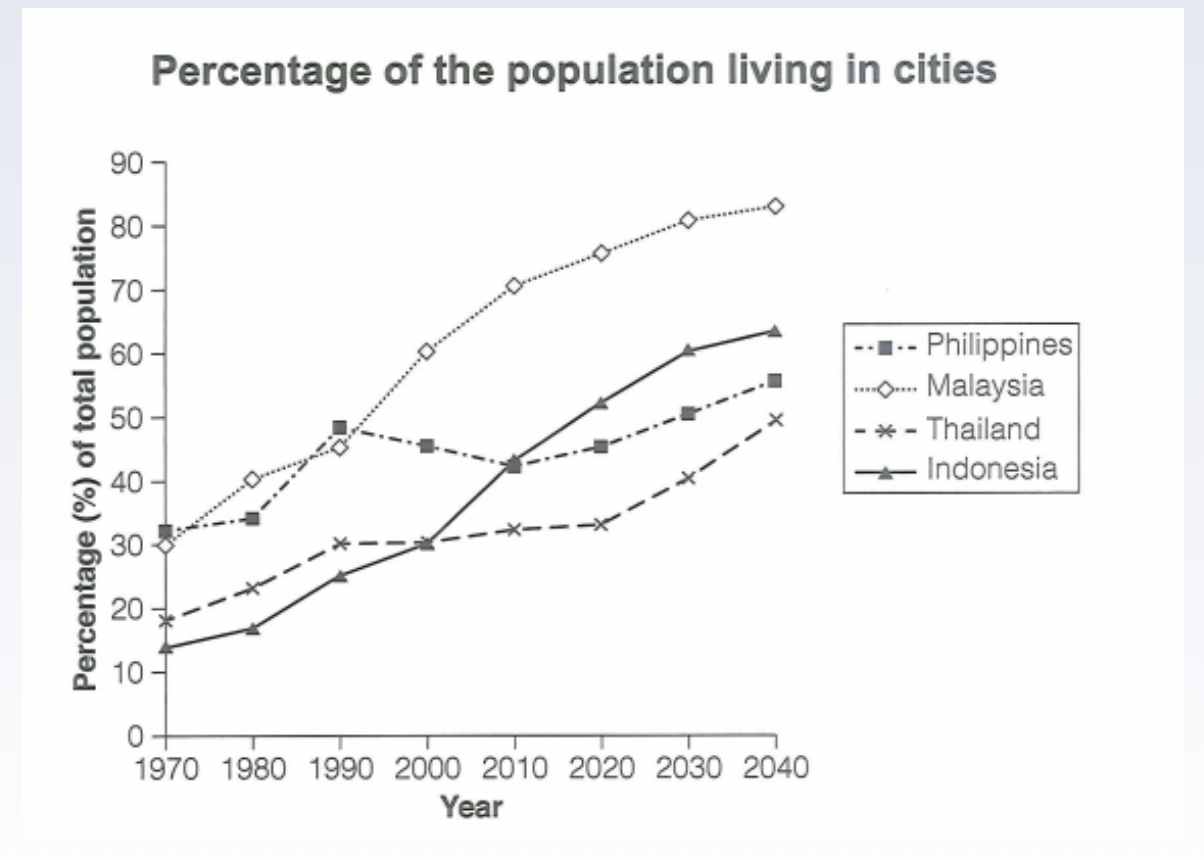 Percentage of the population living in cities
90
80
70
60
50
40
30
20
10
0
Percentage (%) of total population
1970 1980 1990 2000 2010 2020 2030 2040
Year
Philippines
Malaysia
Thailand
Indonesia